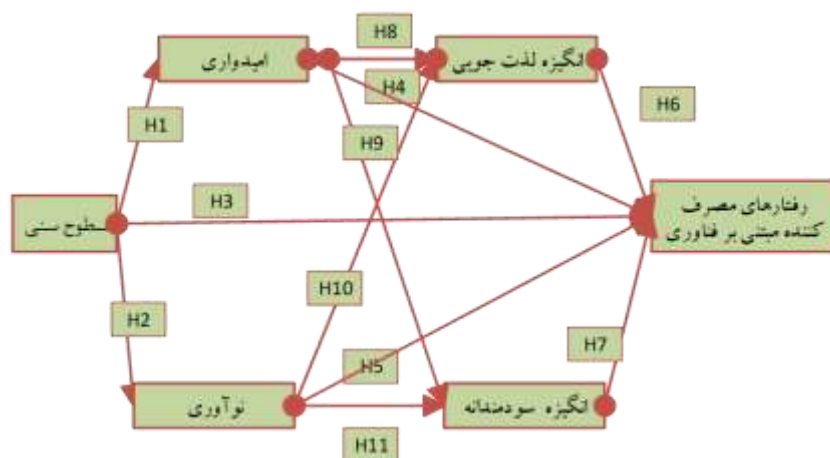 H8
امیدواری
انگیزه لذت جویی
H4
H6
H1
H9
H3
سطوح سنی
رفتارهای مصرف
کننده مبتنی بر فناوری
H10
H2
H7
H5
نوآوری
انگیزه سودمندانه
H11